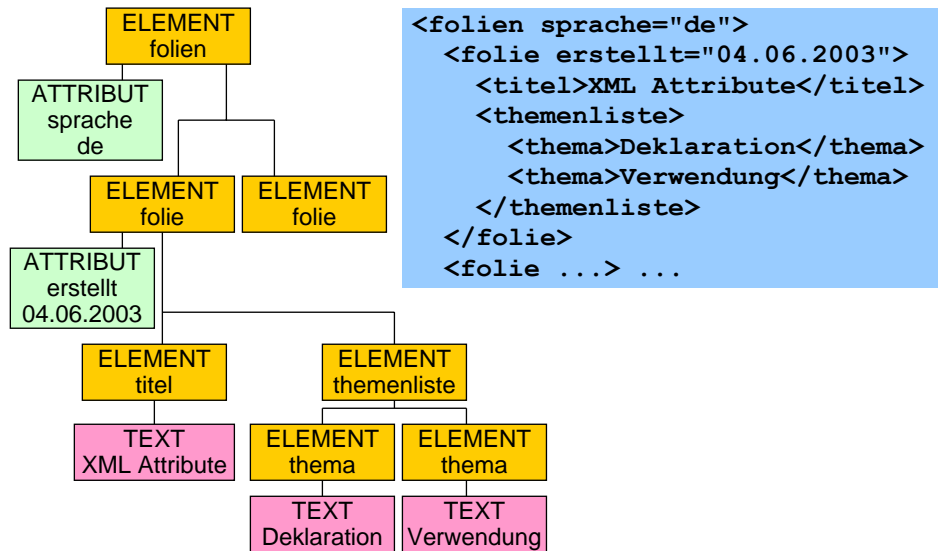 ELEMENT
folien
ATTRIBUT
sprache
de
ELEMENT
folie
ELEMENT
folie
ATTRIBUT
erstellt
04.06.2003
ELEMENT
titel
ELEMENT
themenliste
TEXT
XML Attribute
ELEMENT
thema
ELEMENT
thema
TEXT
Deklaration
TEXT
Verwendung
<folien sprache="de">
  <folie erstellt="04.06.2003">
    <titel>XML Attribute</titel>
    <themenliste>
      <thema>Deklaration</thema>
      <thema>Verwendung</thema>
    </themenliste>
  </folie>
  <folie ...> ...